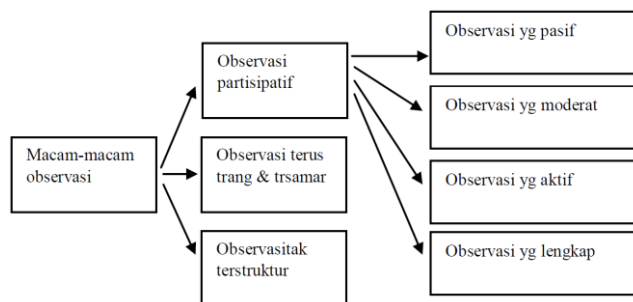 Macam-macam
observasi
Observasi
partisipatif
Observasi terus
trang & trsamar
Observasitak
terstruktur
Observasi yg pasif
Observasi yg moderat
Observasi yg aktif
Observasi yg lengkap